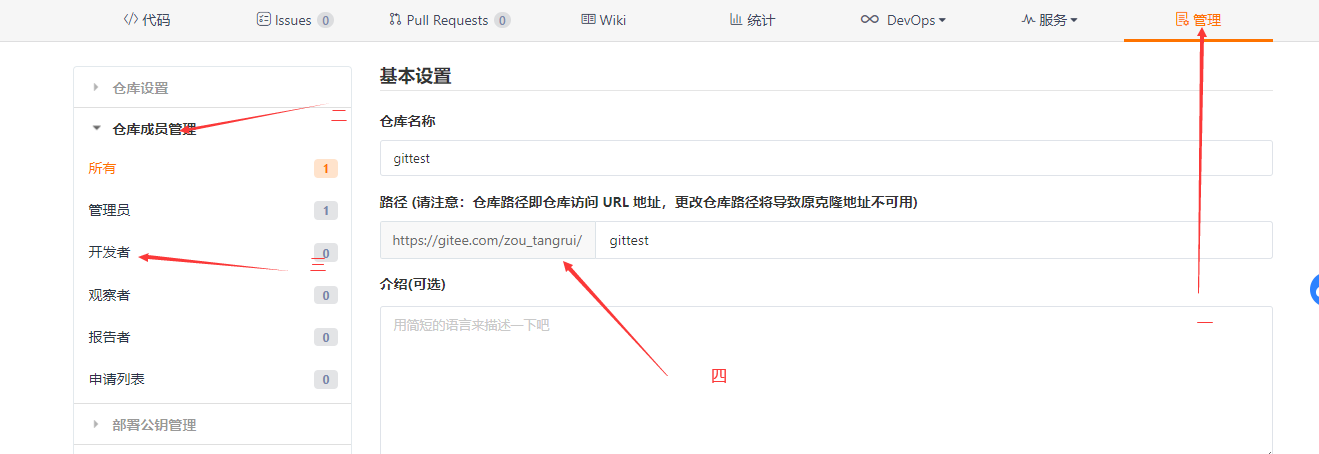 代码 Issues 0 Pull Requests 0 Wiki 统计 DevOps 服务 管理
仓库设置
仓库成员管理
所有 1
管理员 1
开发者 0
观察者 0
报告者 0
申请列表 0
部署公钥管理
基本设置
仓库名称
gittest
路径 (请注意：仓库路径即仓库访问 URL 地址，更改仓库路径将导致原克隆地址不可用)
https://gitee.com/zou_tangrui/ gittest
介绍(可选)
用简短的语言来描述一下吧
一
二
三
四